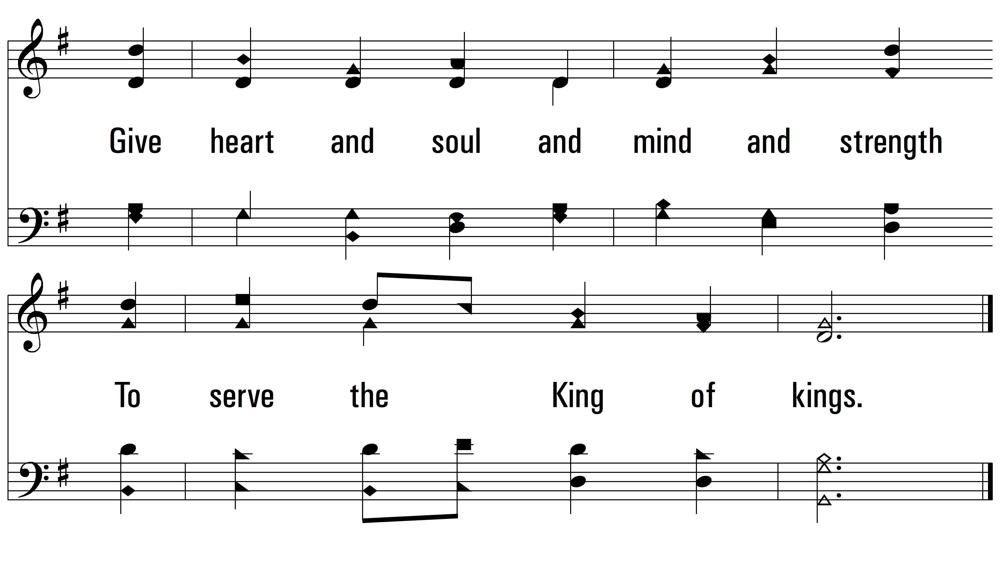 Give heart and soul and mind and strength
To serve the King of kings.